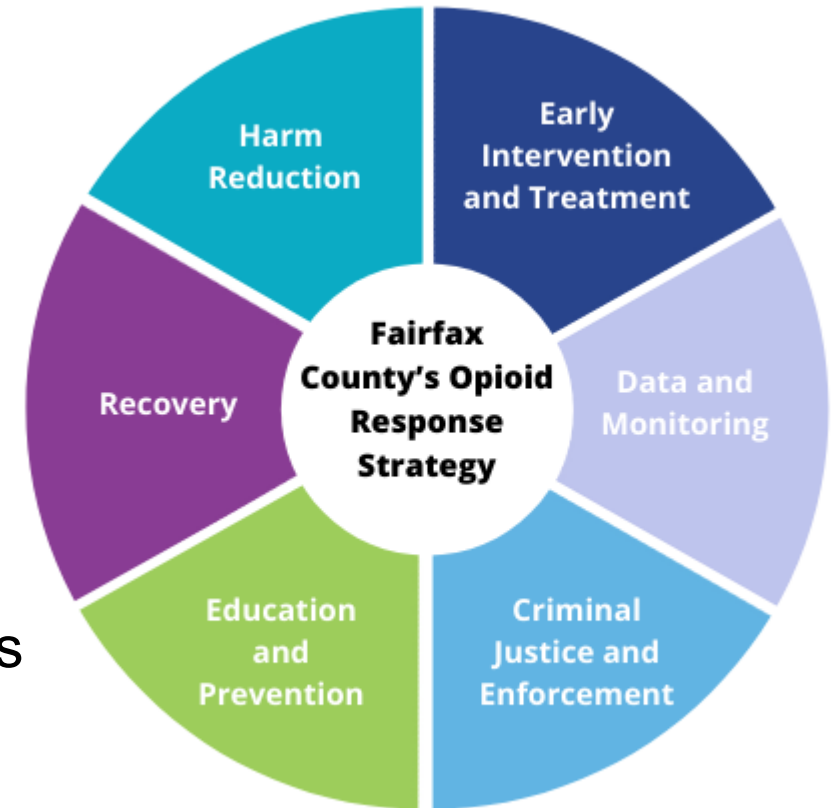 Harm
Reduction
Early
Intervention
and Treatment
Fairfax
County’s Opioid
Response
Strategy
Recovery
Data and
Monitoring
s
Education
and
Prevention
Criminal
Justice and
Enforcement